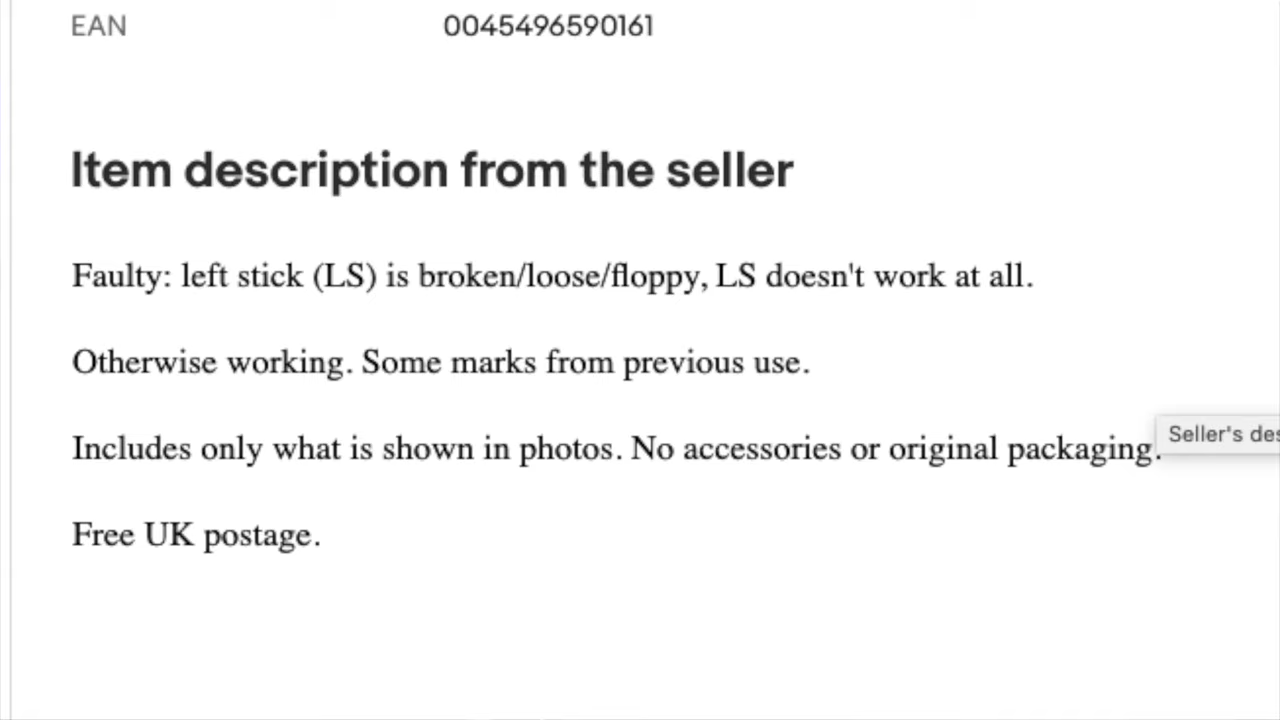 EAN 0045496590161
Item description from the seller
Faulty: left stick (LS) is broken/loose/floppy, LS doesn't work at all.
Otherwise working. Some marks from previous use.
Includes only what is shown in photos. No accessories or original packaging.
Seller's
Free UK postage.